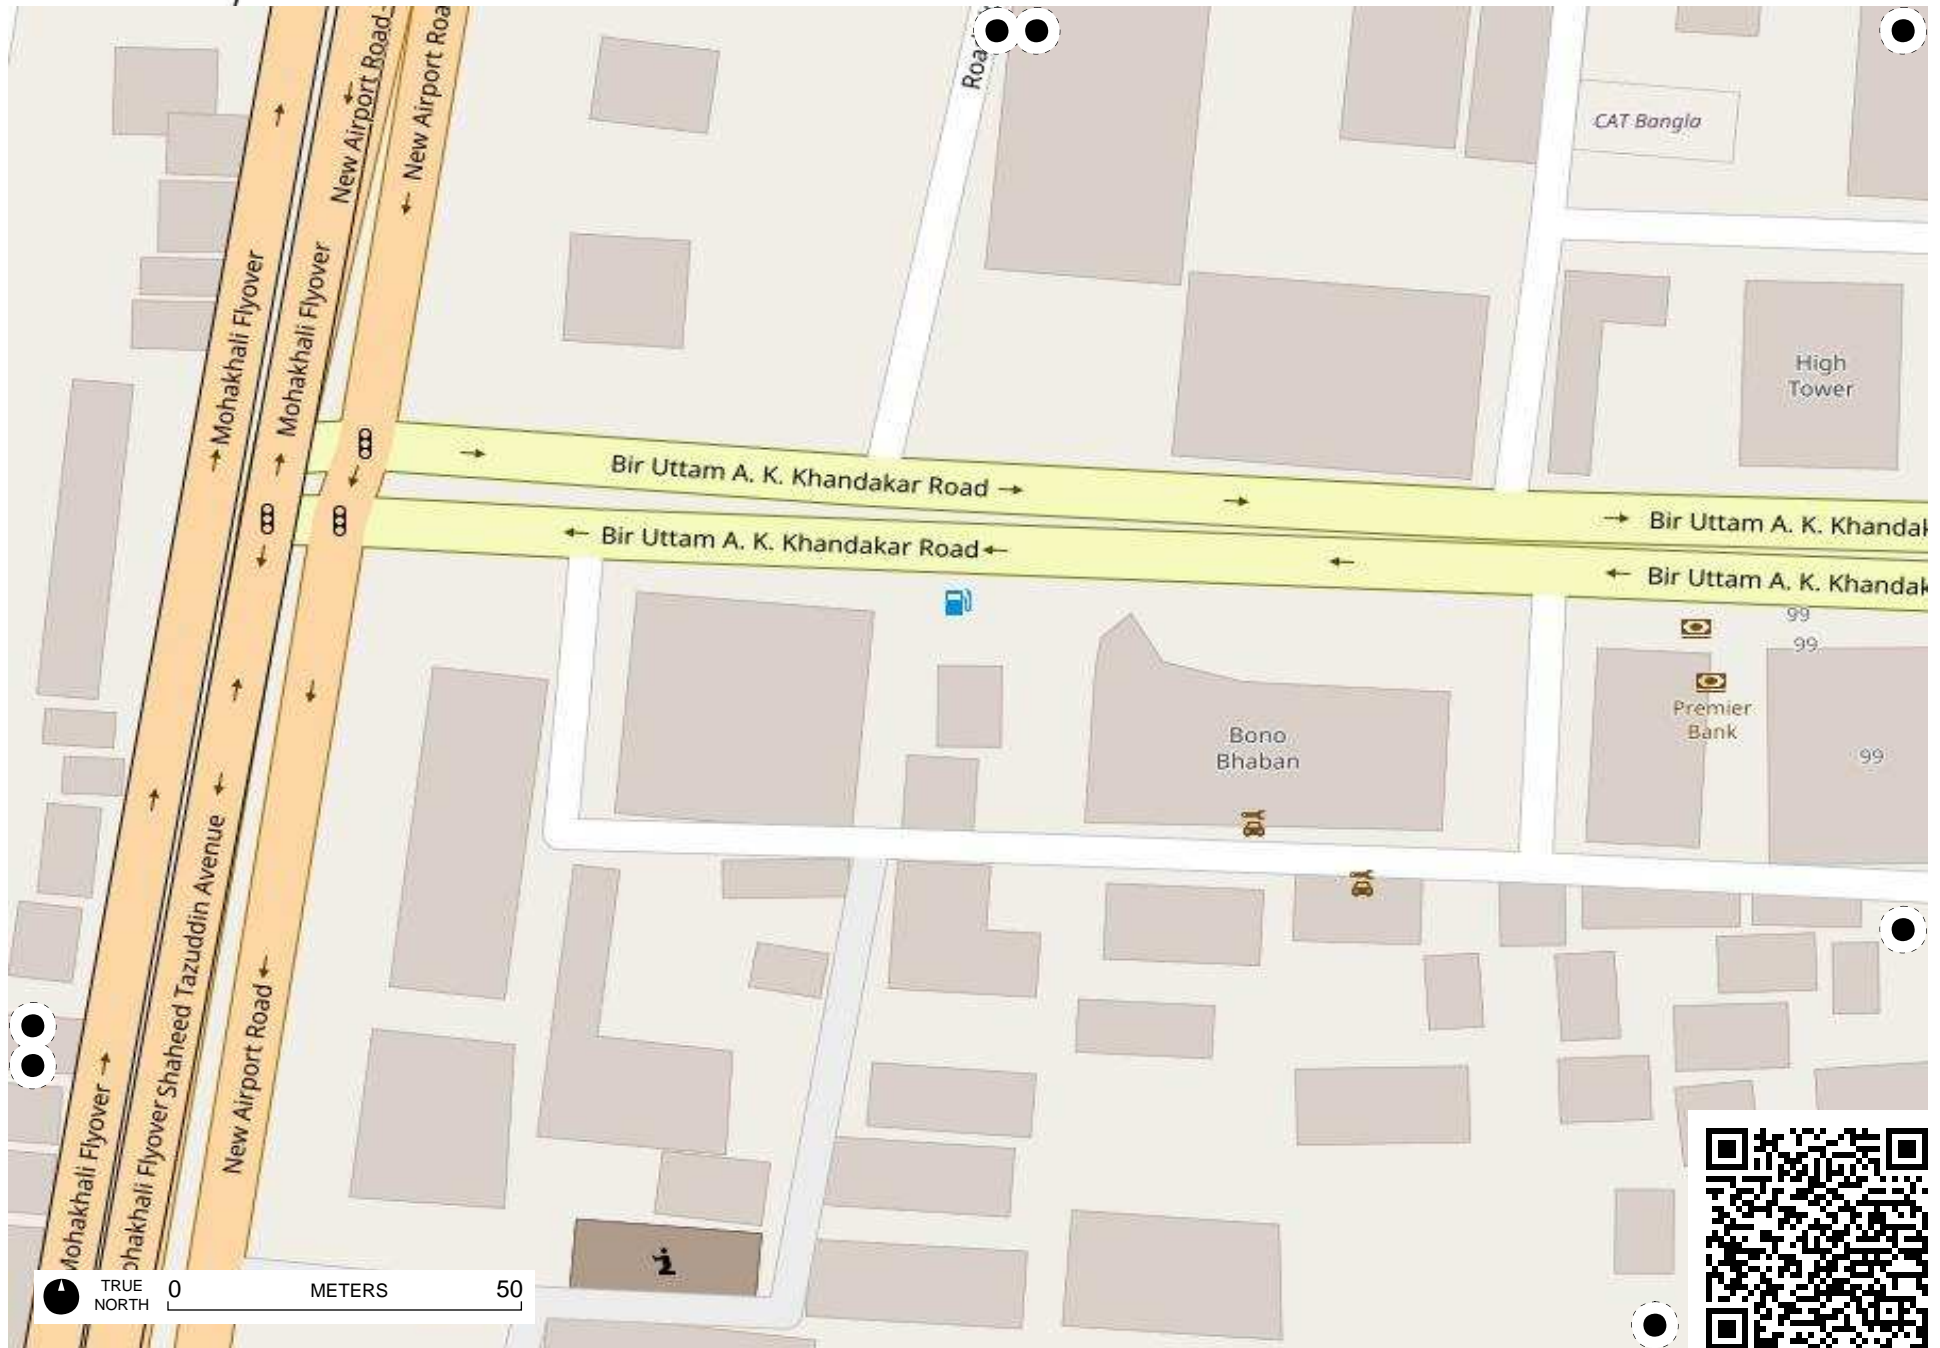 New Airport Road
New Airport Roa
Roa
CAT Bangla
Mohakhali Flyover
Mohakhali Flyover
High
Tower
Bir Uttam A. K. Khandakar Road
Bir Uttam A. K. Khandak
Bir Uttam A. K. Khandakar Road
Bir Uttam A. K. Khandak
99
99
Premier
Bank
Bono
Bhaban
99
Shaheed Tazuddin Avenue
New Airport Road
Mohakhali Flyover
ohakhali Flyover
TRUE
NORTH
0 METERS 50